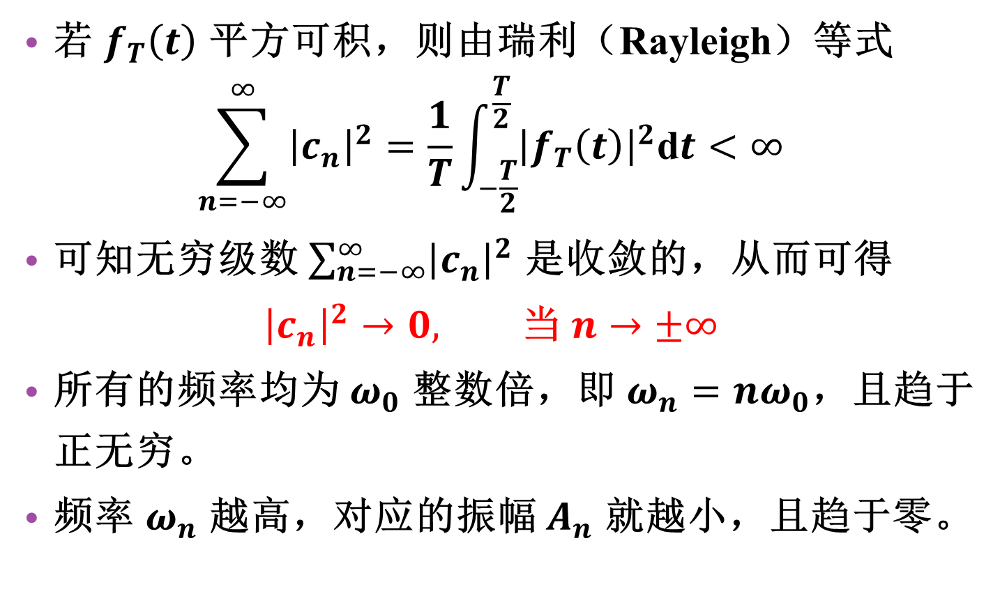 • 若 $f_T(t)$ 平方可积，则由瑞利（Rayleigh）等式
$\sum_{n=-\infty}^{\infty} |c_n|^2 = \frac{1}{T} \int_{-\frac{T}{2}}^{\frac{T}{2}} |f_T(t)|^2 \mathrm{d}t < \infty$
• 可知无穷级数 $\sum_{n=-\infty}^{\infty} |c_n|^2$ 是收敛的，从而可得
$|c_n|^2 \to 0,$ 当 $n \to \pm\infty$
• 所有的频率均为 $\omega_0$ 整数倍，即 $\omega_n = n\omega_0$，且趋于
正无穷。
• 频率 $\omega_n$ 越高，对应的振幅 $A_n$ 就越小，且趋于零。